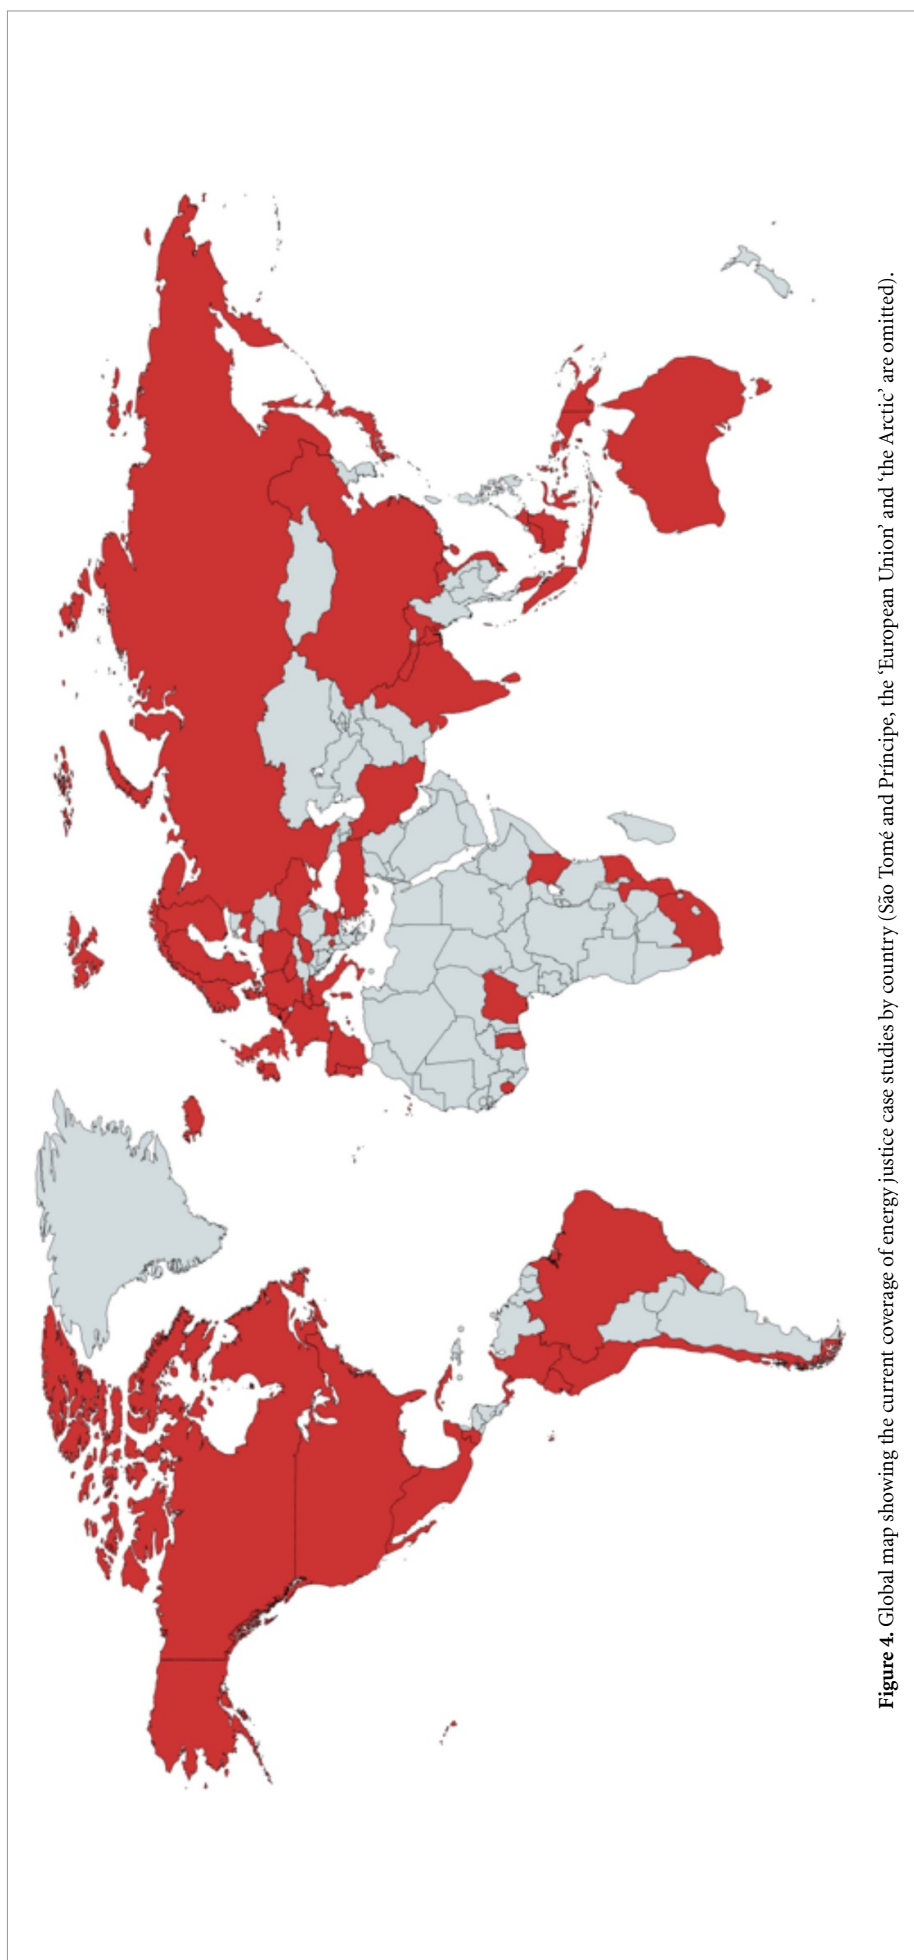 Figure 4. Global map showing the current coverage of energy justice case studies by country (São Tomé and Príncipe, the ‘European Union’ and ‘the Arctic’ are omitted).